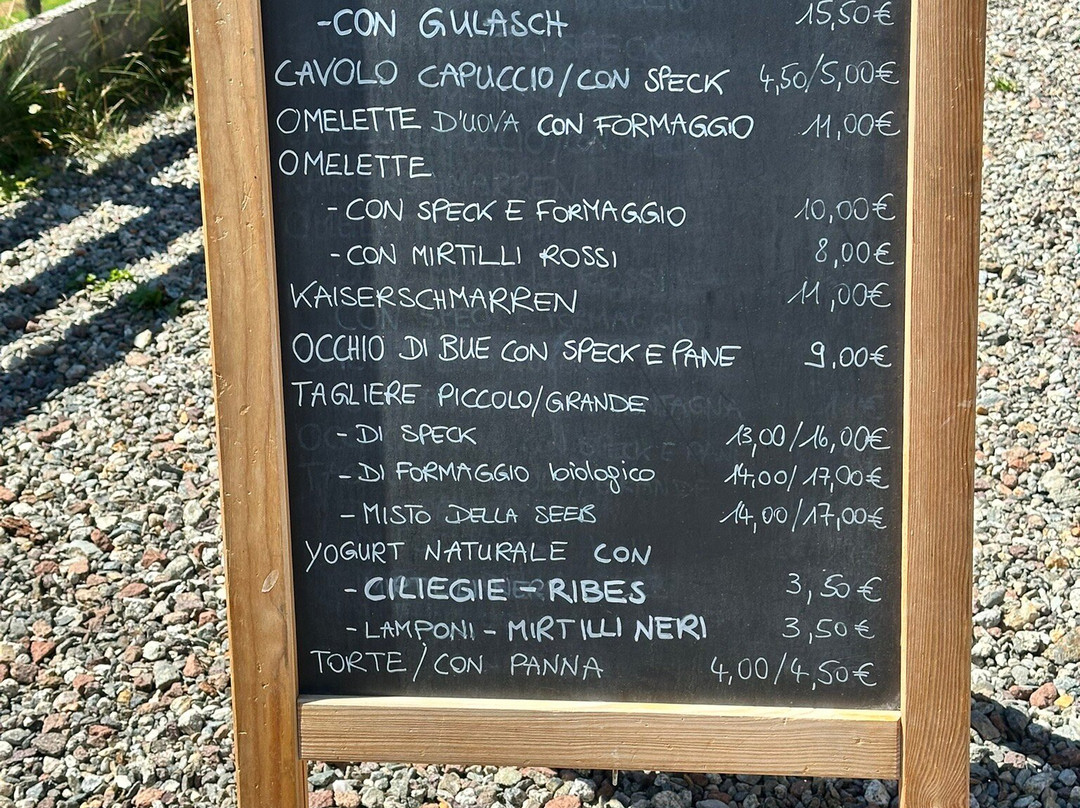 -CON GULASCH 15,50€
CAVOLO CAPUCCIO/CON SPECK 4,50/5,00€
OMELETTE D'UOVA CON FORMAGGIO 11,00€
OMELETTE
-CON SPECK E FORMAGGIO 10,00€
-CON MIRTILLI ROSSI 8,00€
KAISERSCHMARREN 11,00€
OCCHIO DI BUE CON SPECK E PANE 9,00€
TAGLIERE PICCOLO/GRANDE
-DI SPECK 13,00/16,00€
-DI FORMAGGIO biologico 14,00/17,00€
-MISTO DELLA SEEB 14,00/17,00€
YOGURT NATURALE CON
-CILIEGIE-RIBES 3,50€
-LAMPONI-MIRTILLI NERI 3,50€
TORTE/CON PANNA 4,00/4,50€